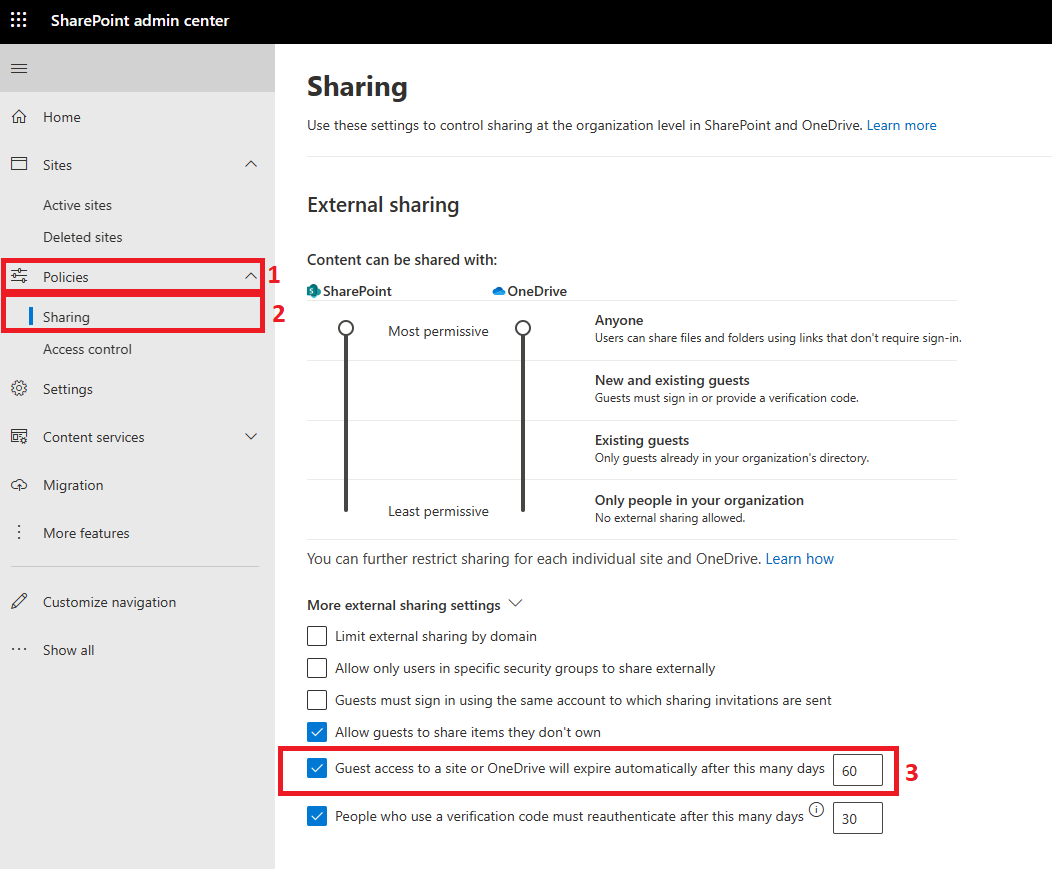 SharePoint admin center
Home
Sites
Active sites
Deleted sites
Policies
1
Sharing
2
Access control
Settings
Content services
Migration
More features
Customize navigation
Show all
Sharing
Use these settings to control sharing at the organization level in SharePoint and OneDrive. Learn more
External sharing
Content can be shared with:
SharePoint
OneDrive
Most permissive
Anyone
Users can share files and folders using links that don't require sign-in.
New and existing guests
Guests must sign in or provide a verification code.
Existing guests
Only guests already in your organization's directory.
Least permissive
Only people in your organization
No external sharing allowed.
You can further restrict sharing for each individual site and OneDrive. Learn how
More external sharing settings
Limit external sharing by domain
Allow only users in specific security groups to share externally
Guests must sign in using the same account to which sharing invitations are sent
Allow guests to share items they don't own
Guest access to a site or OneDrive will expire automatically after this many days 60
3
People who use a verification code must reauthenticate after this many days 30